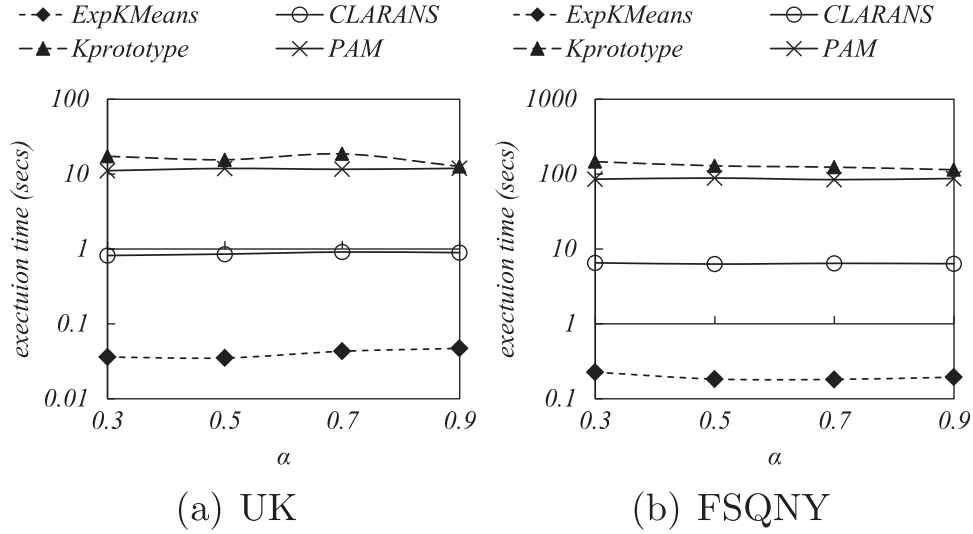 ExpKMeans CLARANS
Kprototype PAM
100
10
1
0.1
0.01
exectuion time (secs)
0.3 0.5 0.7 0.9
α
(a) UK
ExpKMeans CLARANS
Kprototype PAM
1000
100
10
1
0.1
exectuion time (secs)
0.3 0.5 0.7 0.9
α
(b) FSQNY